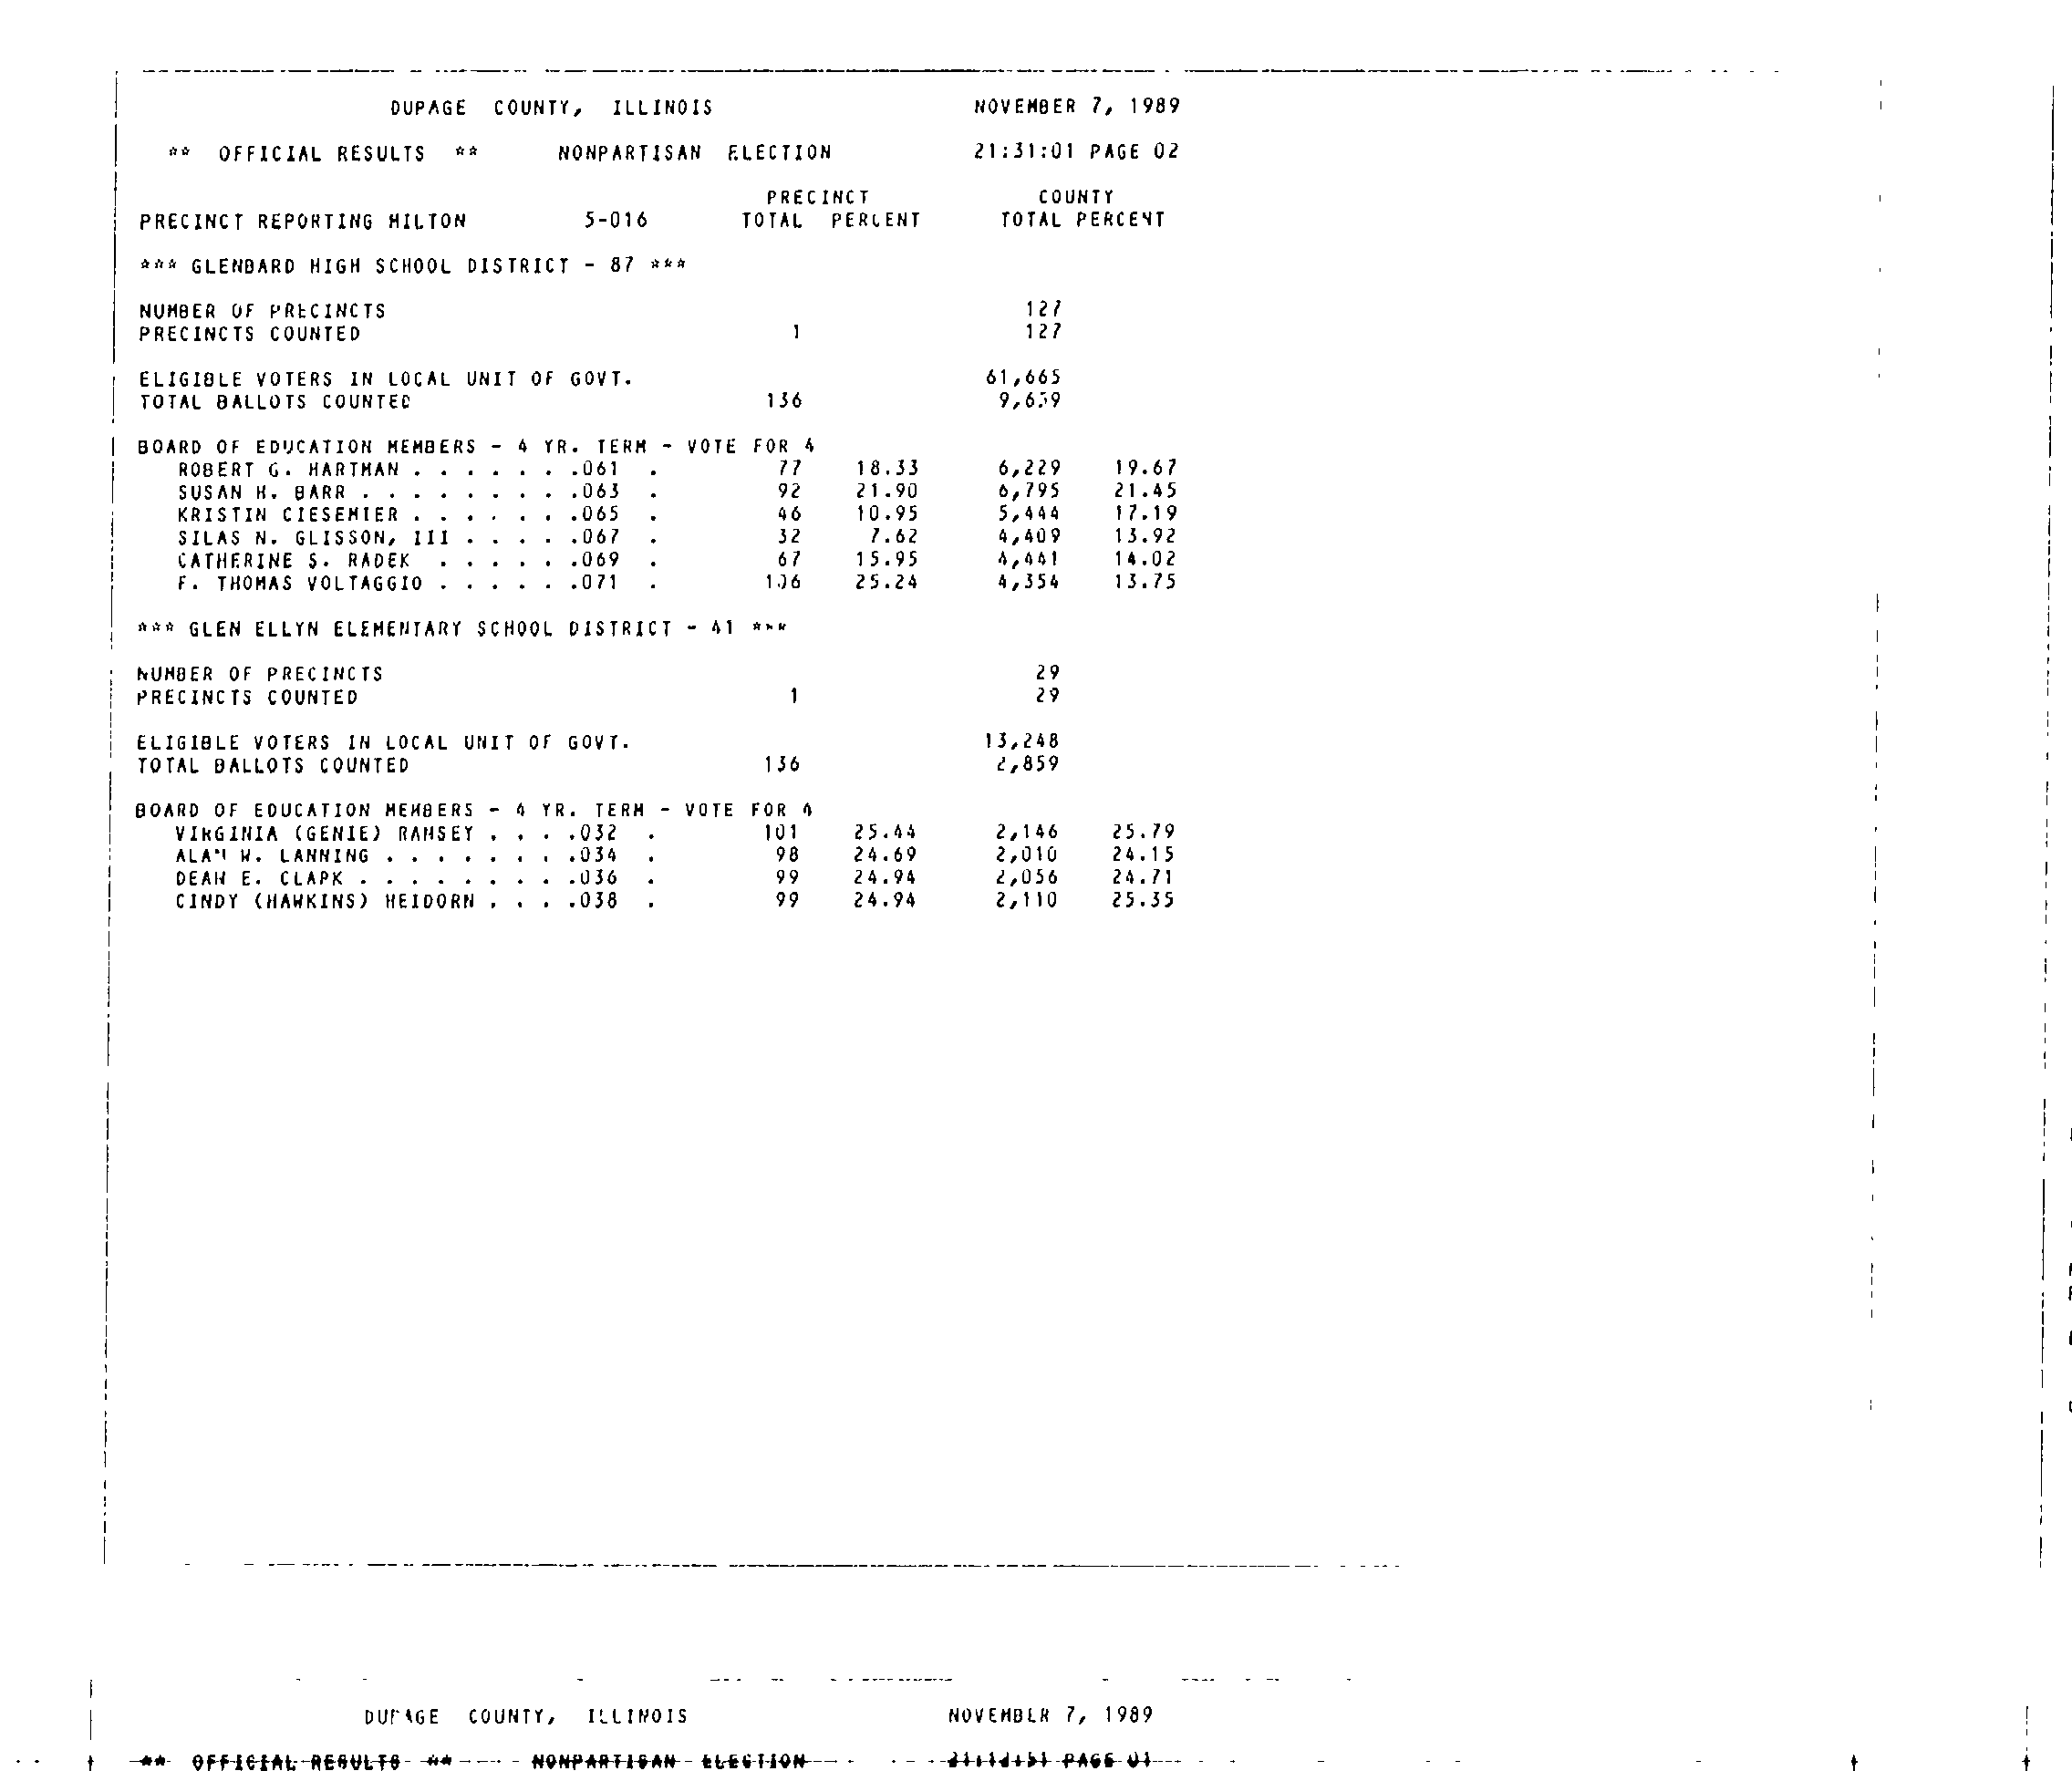 DUPAGE COUNTY, ILLINOIS NOVEMBER 7, 1989
** OFFICIAL RESULTS ** NONPARTISAN ELECTION 21:31:01 PAGE 02
PRECINCT COUNTY
PRECINCT REPORTING MILTON 5-016 TOTAL PERCENT TOTAL PERCENT
*** GLENBARD HIGH SCHOOL DISTRICT - 87 ***
NUMBER OF PRECINCTS 127
PRECINCTS COUNTED 1 127
ELIGIBLE VOTERS IN LOCAL UNIT OF GOVT. 61,665
TOTAL BALLOTS COUNTED 136 9,659
BOARD OF EDUCATION MEMBERS - 4 YR. TERM - VOTE FOR 4
ROBERT G. HARTMAN . . . . . . .061 . 77 18.33 6,229 19.67
SUSAN H. BARR . . . . . . . . .063 . 92 21.90 6,795 21.45
KRISTIN CIESEMIER . . . . . . .065 . 46 10.95 5,444 17.19
SILAS N. GLISSON, III . . . . .067 . 32 7.62 4,409 13.92
CATHERINE S. RADEK . . . . . .069 . 67 15.95 4,441 14.02
F. THOMAS VOLTAGGIO . . . . . .071 . 106 25.24 4,354 13.75
*** GLEN ELLYN ELEMENTARY SCHOOL DISTRICT - 41 ***
NUMBER OF PRECINCTS 29
PRECINCTS COUNTED 1 29
ELIGIBLE VOTERS IN LOCAL UNIT OF GOVT. 13,248
TOTAL BALLOTS COUNTED 136 2,859
BOARD OF EDUCATION MEMBERS - 4 YR. TERM - VOTE FOR 4
VIRGINIA (GENIE) RAMSEY . . . .032 . 101 25.44 2,146 25.79
ALAN W. LANNING . . . . . . . .034 . 98 24.69 2,010 24.15
DEAN E. CLARK . . . . . . . . .036 . 99 24.94 2,056 24.71
CINDY (HAWKINS) HEIDORN . . . .038 . 99 24.94 2,110 25.35
DUPAGE COUNTY, ILLINOIS NOVEMBER 7, 1989
** OFFICIAL RESULTS ** NONPARTISAN ELECTION PAGE 01